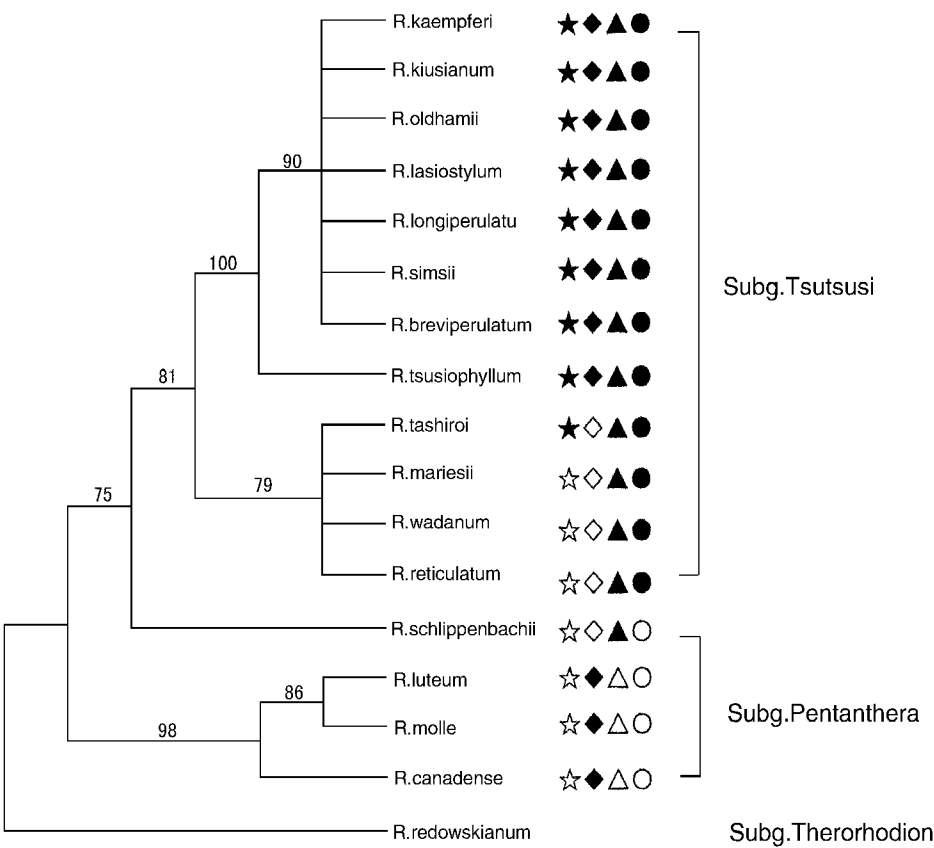 R.kaempferi
R.kiusianum
R.oldhamii
90
R.lasiostylum
R.longiperulatu
100
R.simsii
Subg.Tsutsusi
R.breviperulatum
81
R.tsusiophyllum
R.tashiroi
R.mariesii
79
75
R.wadanum
R.reticulatum
R.schlippenbachii
R.luteum
86
Subg.Pentanthera
R.molle
98
R.canadense
R.redowskianum
Subg.Therorhodion